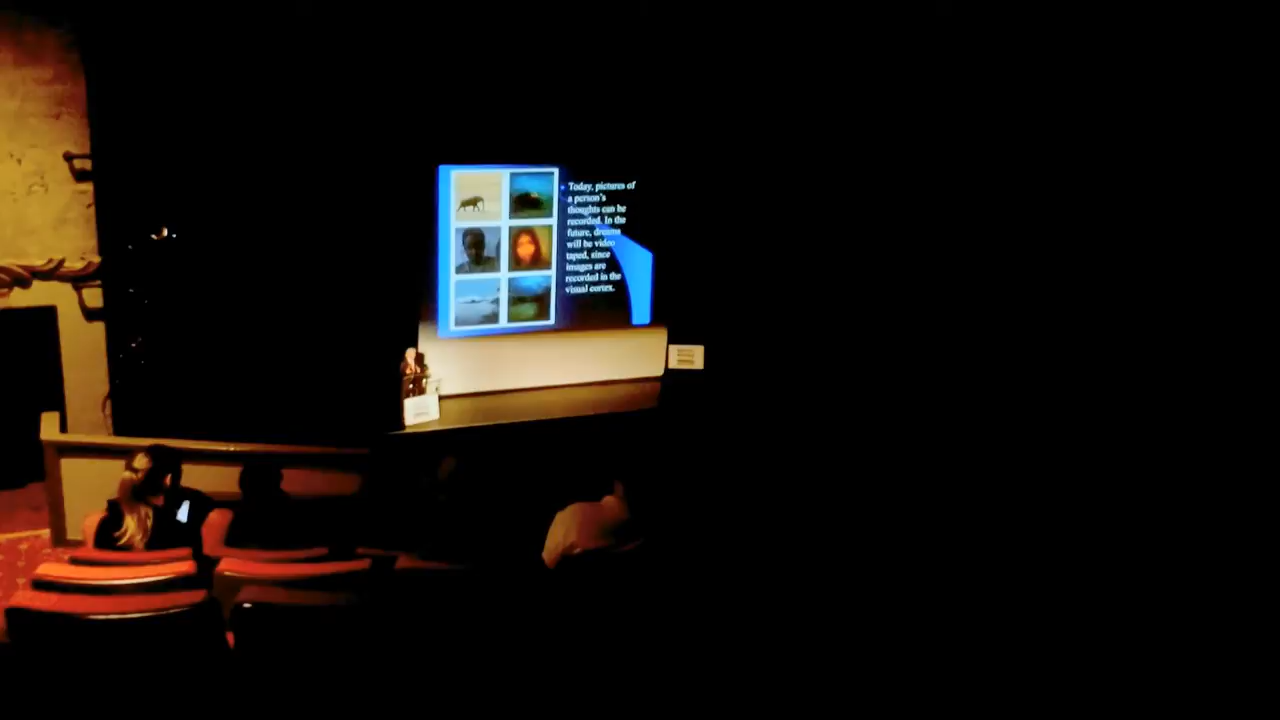 Today, pictures of
a person's
thoughts can be
recorded. In the
future, dreams
will be video
taped, since
images are
recorded in the
visual cortex.